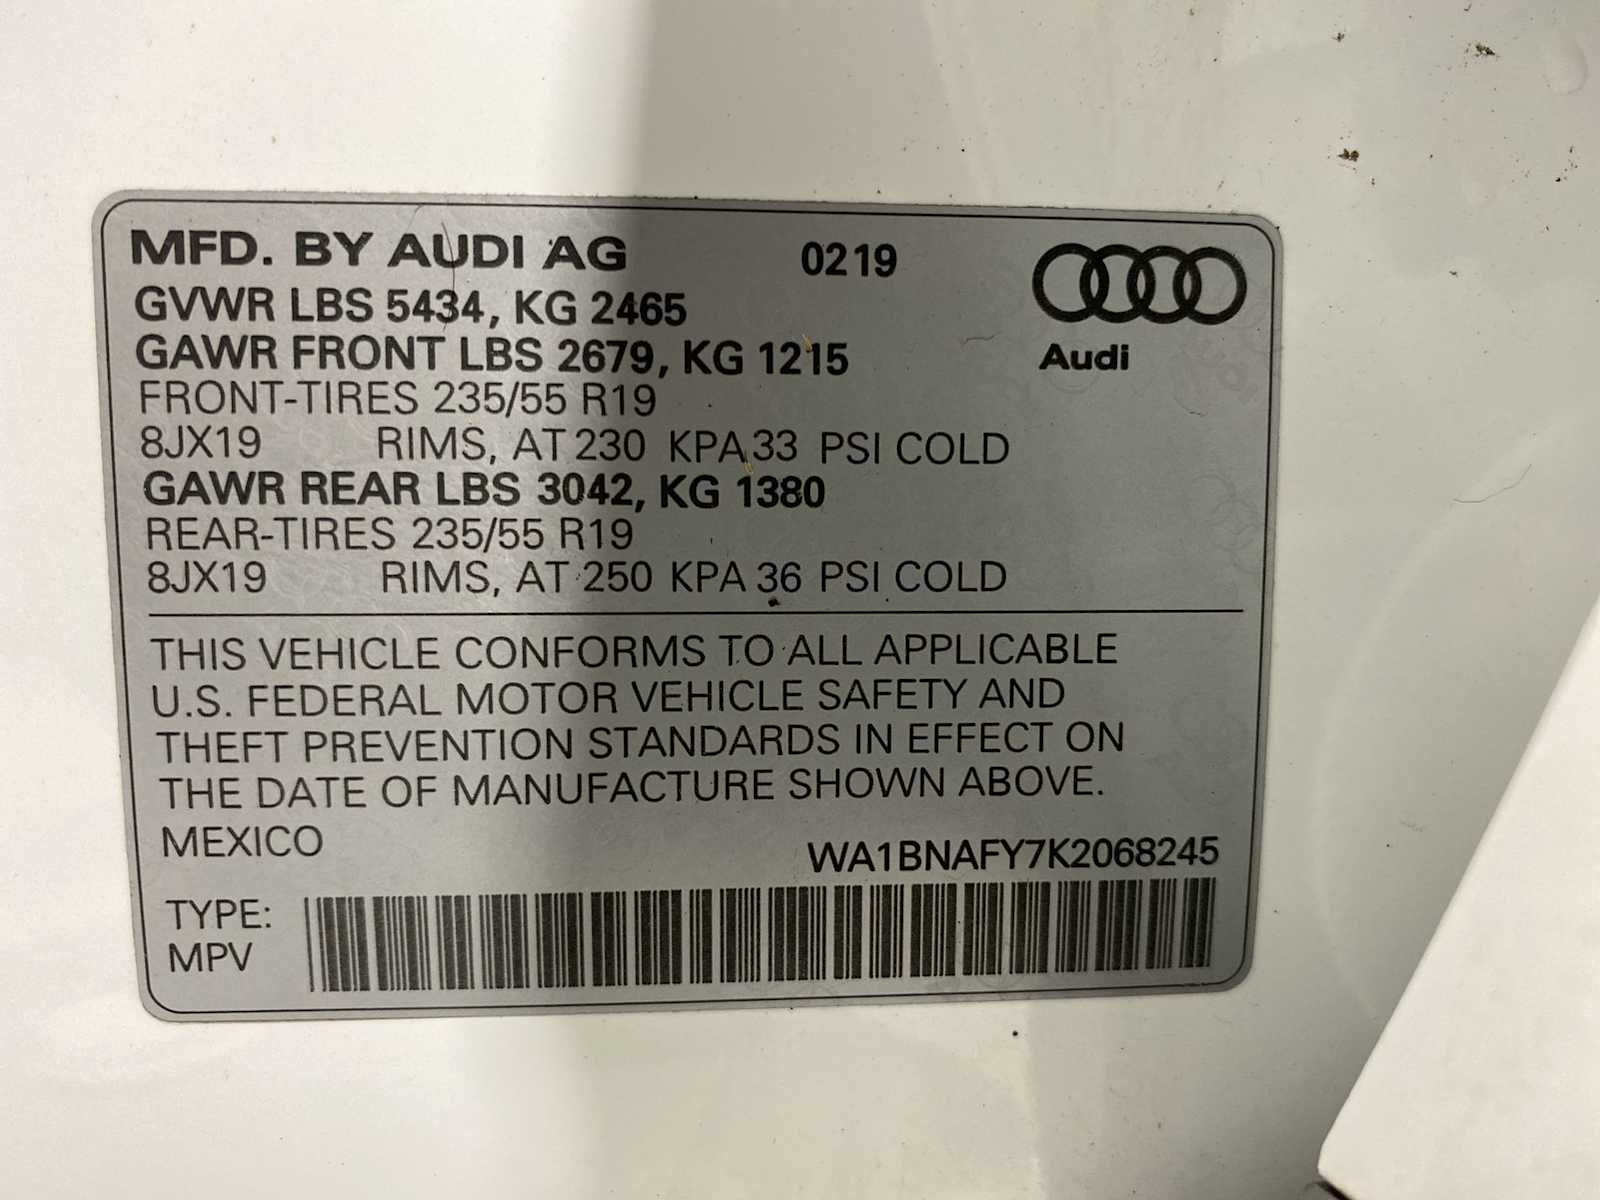 MFD. BY AUDI AG 0219
GVWR LBS 5434, KG 2465
GAWR FRONT LBS 2679, KG 1215
Audi
FRONT-TIRES 235/55 R19
8JX19 RIMS, AT 230 KPA 33 PSI COLD
GAWR REAR LBS 3042, KG 1380
REAR-TIRES 235/55 R19
8JX19 RIMS, AT 250 KPA 36 PSI COLD
THIS VEHICLE CONFORMS TO ALL APPLICABLE
U.S. FEDERAL MOTOR VEHICLE SAFETY AND
THEFT PREVENTION STANDARDS IN EFFECT ON
THE DATE OF MANUFACTURE SHOWN ABOVE.
MEXICO WA1BNAFY7K2068245
TYPE:
MPV